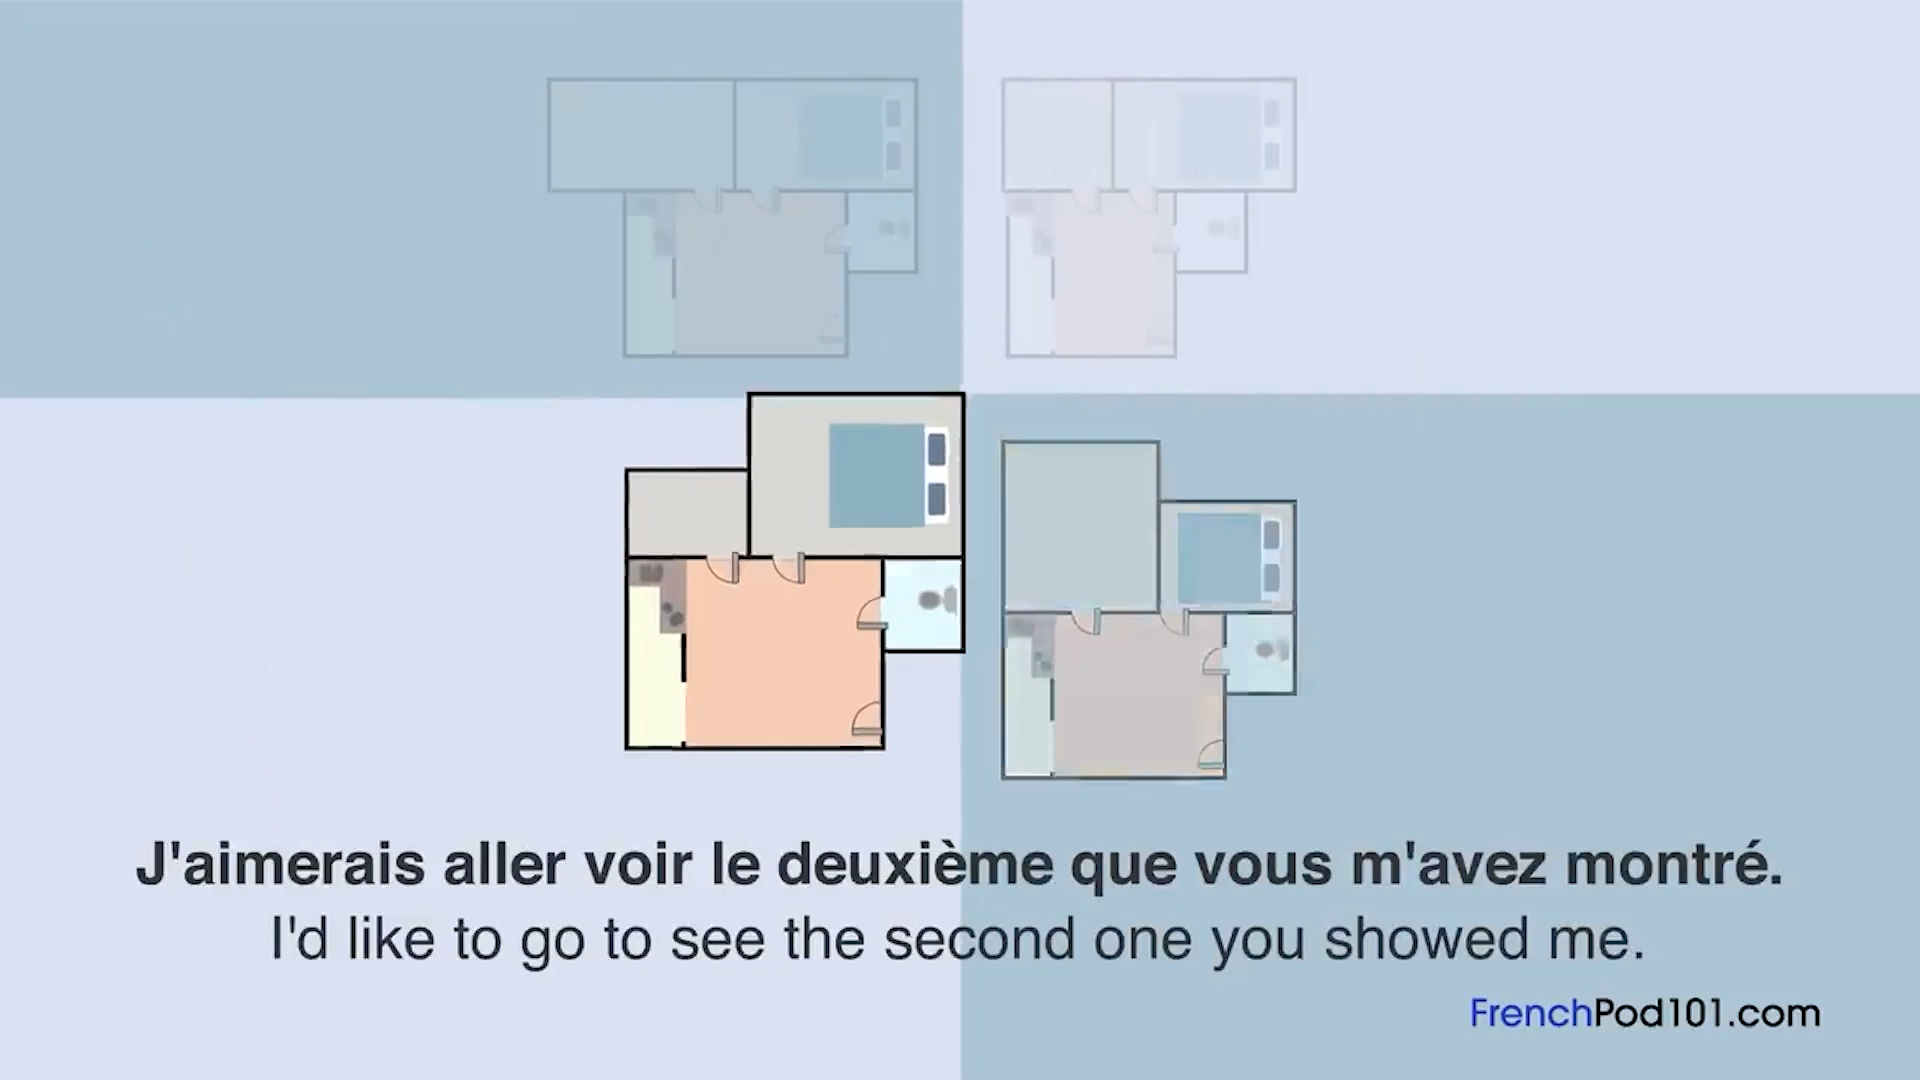 J'aimerais aller voir le deuxième que vous m'avez montré.
I'd like to go to see the second one you showed me.
FrenchPod101.com